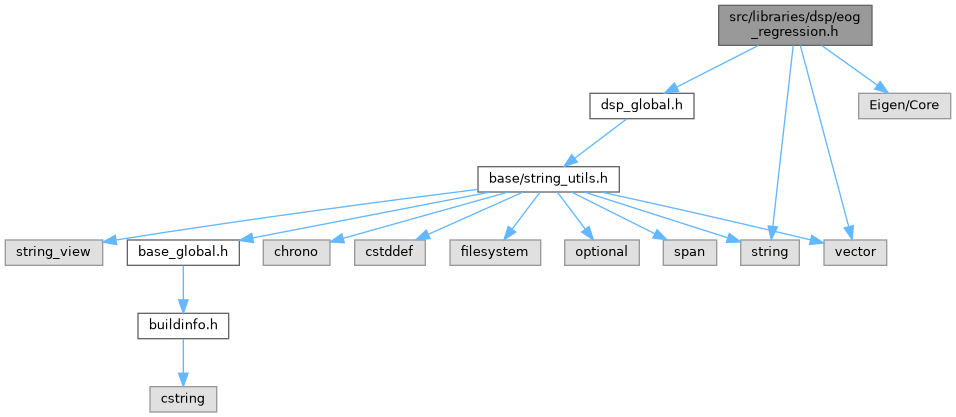 src/libraries/dsp/eog
_regression.h
dsp_global.h
Eigen/Core
base/string_utils.h
string_view
base_global.h
chrono
cstddef
filesystem
optional
span
string
vector
buildinfo.h
cstring